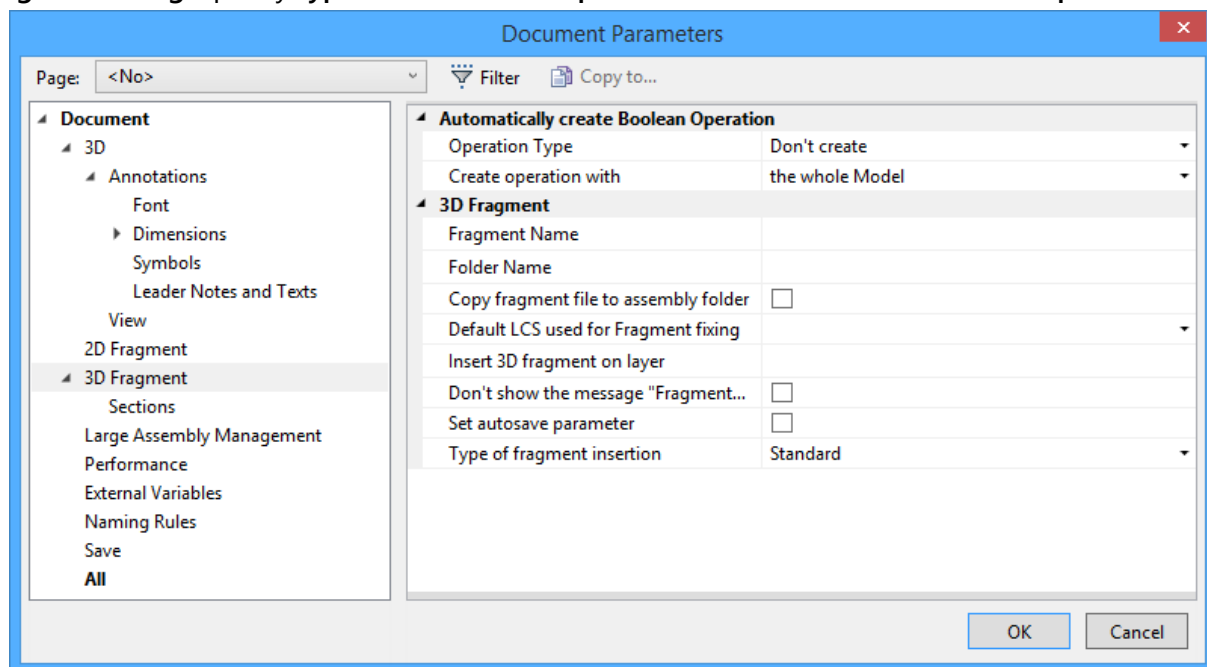 Document Parameters
Page: <No> Filter Copy to...
Document
3D
Annotations
Font
Dimensions
Symbols
Leader Notes and Texts
View
2D Fragment
3D Fragment
Sections
Large Assembly Management
Performance
External Variables
Naming Rules
Save
All
Automatically create Boolean Operation
Operation Type Don't create
Create operation with the whole Model
3D Fragment
Fragment Name
Folder Name
Copy fragment file to assembly folder
Default LCS used for Fragment fixing
Insert 3D fragment on layer
Don't show the message "Fragment...
Set autosave parameter
Type of fragment insertion Standard
OK Cancel